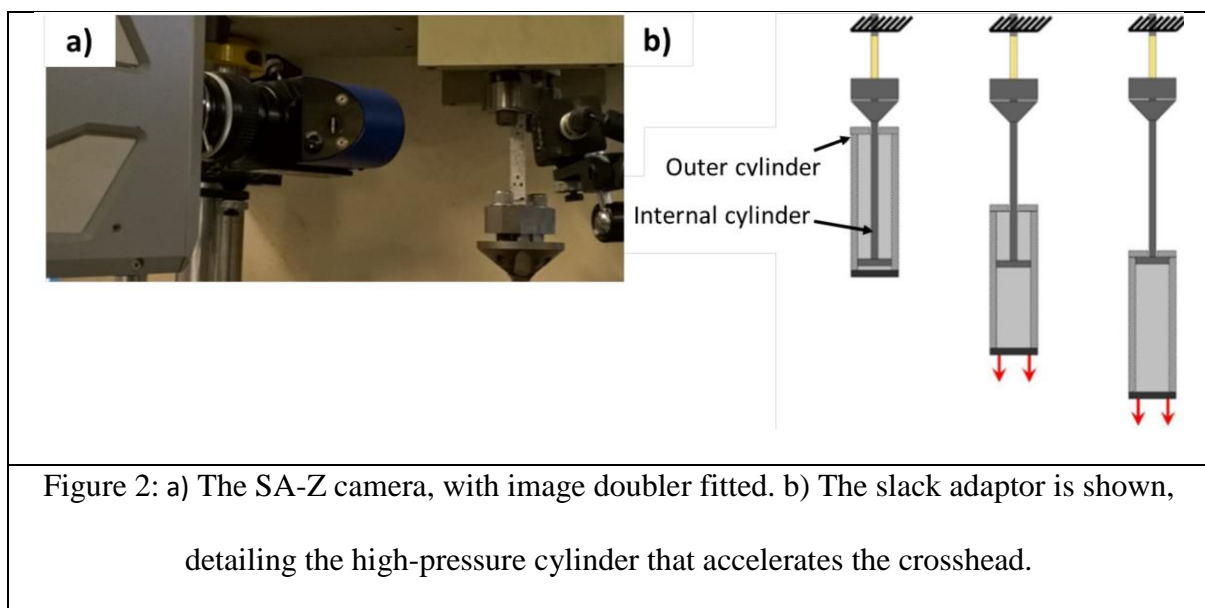 a)
b)
Outer cvlinder
Internal cylinder
Figure 2: a) The SA-Z camera, with image doubler fitted. b) The slack adaptor is shown,
detailing the high-pressure cylinder that accelerates the crosshead.